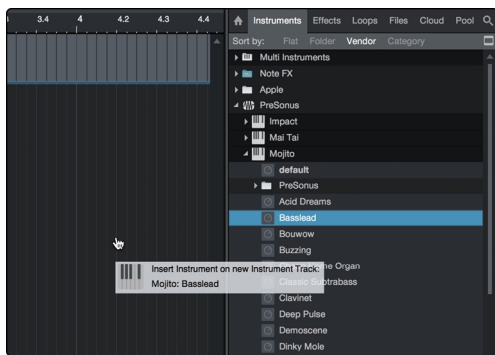 3.4 4 4.2 4.3 4.4
Instruments Effects Loops Files Cloud Pool
Sort by: Flat Folder Vendor Category
Multi Instruments
Note FX
Apple
PreSonus
Impact
Mai Tai
Mojito
default
PreSonus
Acid Dreams
Basslead
Bouwow
Buzzing
Insert Instrument on new Instrument Track:
Organ
Mojito: Basslead
Classic Subtrabass
Clavinet
Deep Pulse
Demoscene
Dinky Mole